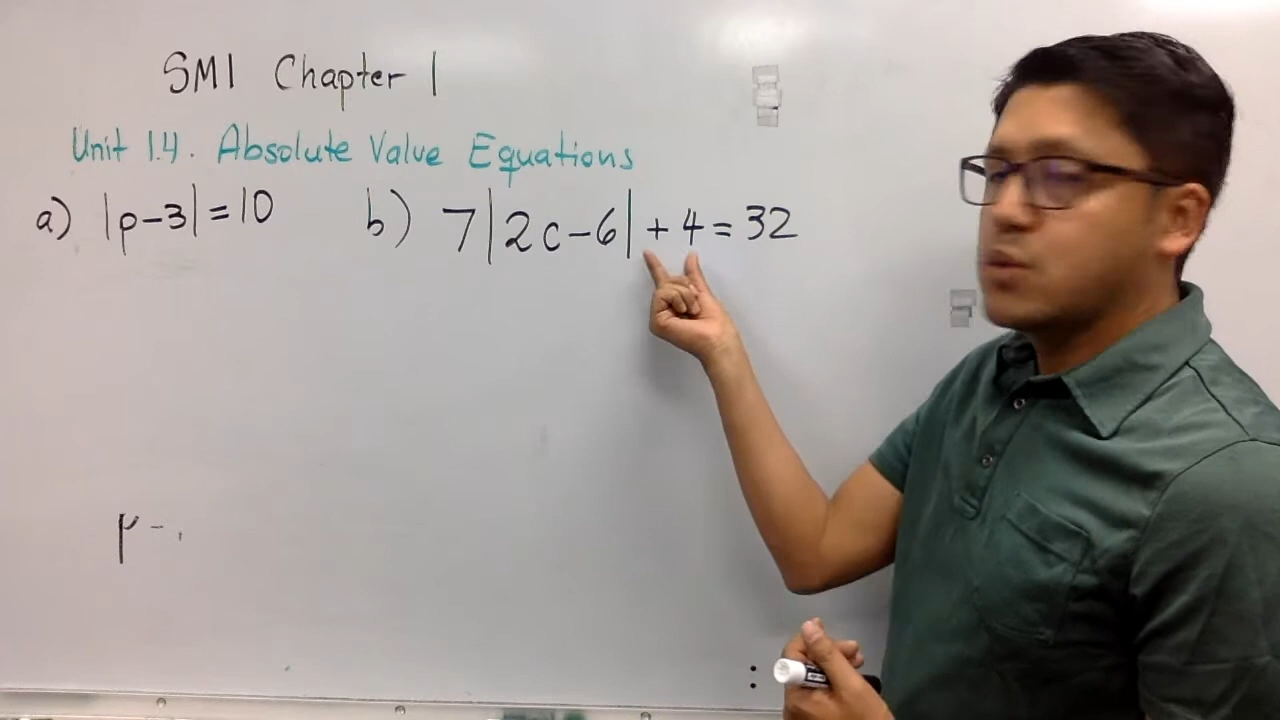 SM1 Chapter 1
Unit 1.4. Absolute Value Equations
a) |p-3|=10 b) 7|2c-6|+4=32
p -